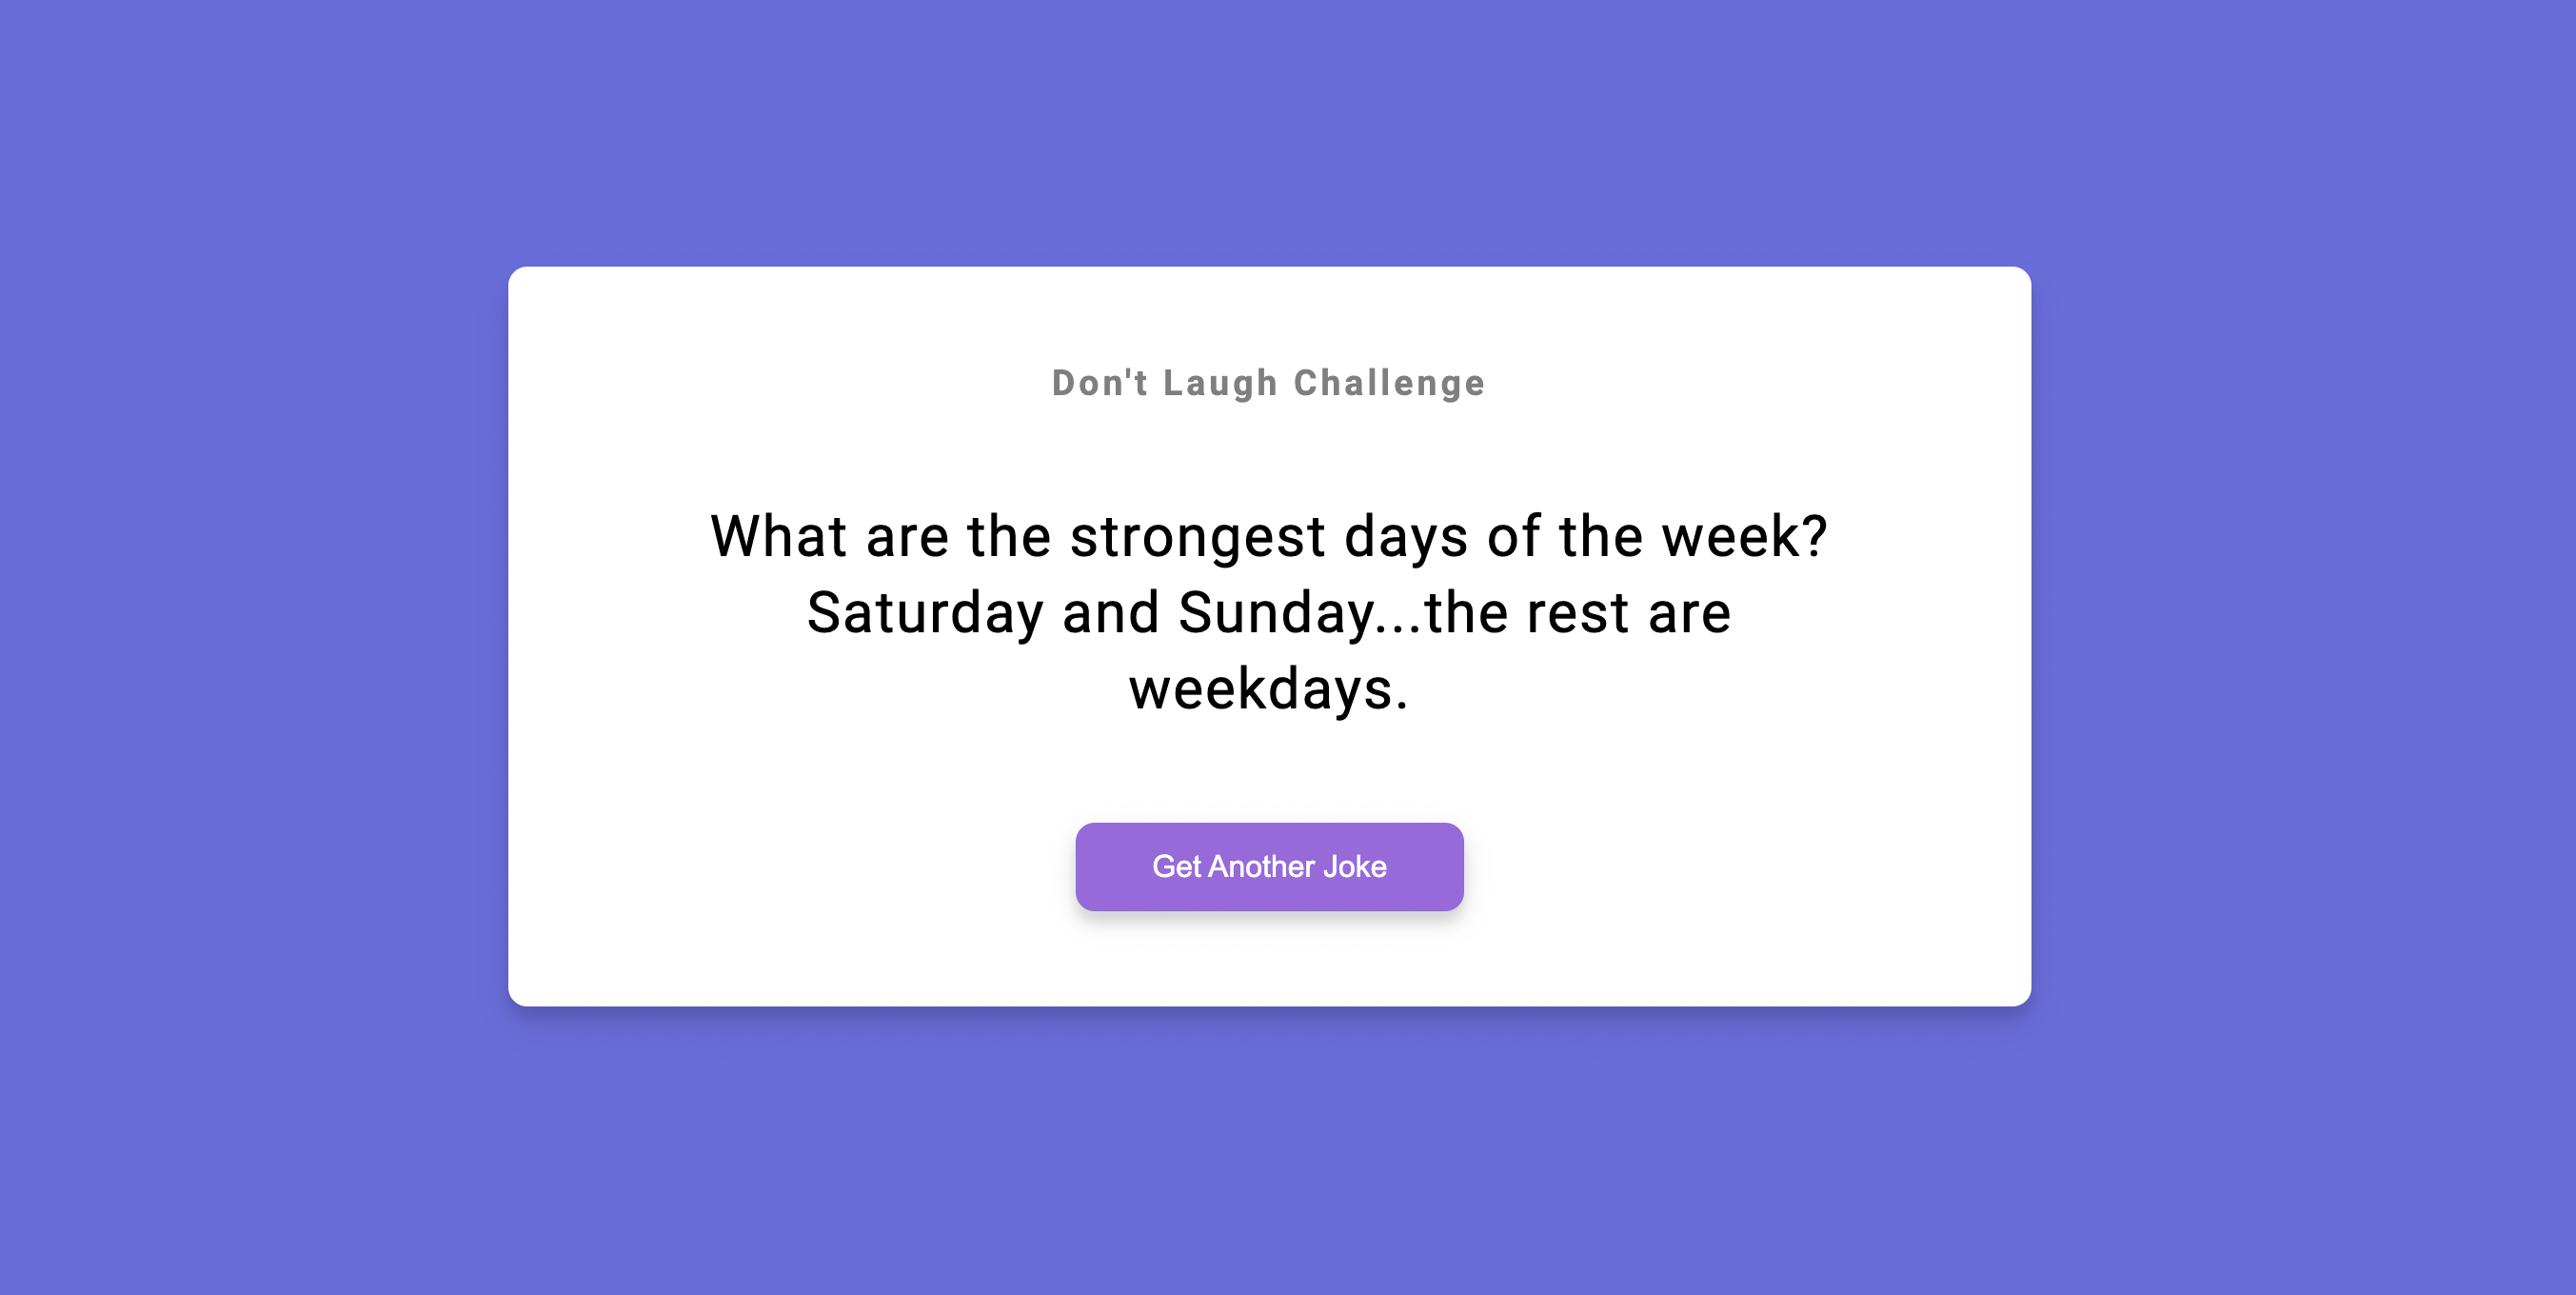 Don't Laugh Challenge
What are the strongest days of the week?
Saturday and Sunday...the rest are
weekdays.
Get Another Joke